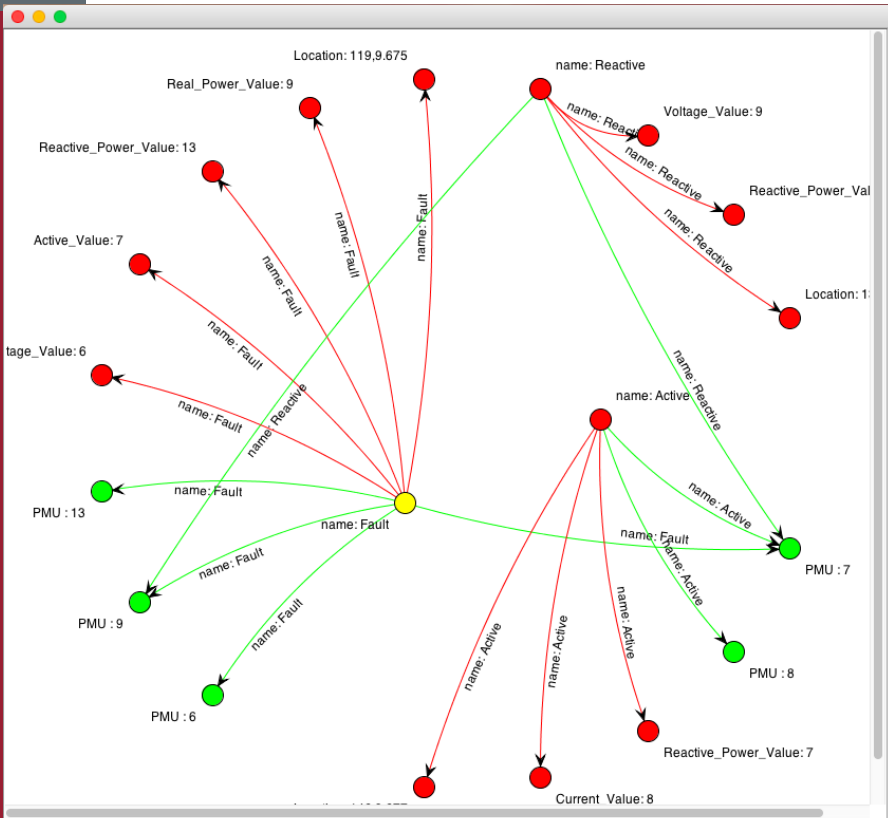 Location: 119,9.675
name: Reactive
Real_Power_Value: 9
Voltage_Value: 9
name: Reactive
Reactive_Power_Value: 13
name: Reactive
Reactive_Power_Val
name: Fault
name: Fault
name: Reactive
Active_Value: 7
name: Fault
Location: 1
name: Fault
tage_Value: 6
name: Reactive
name: Active
name: Fault
name: Reactive
name: Fault
name: Active
PMU : 13
name: Fault
name: Fault
name: Fault
name: Active
PMU : 7
PMU : 9
name: Fault
name: Active
name: Active
name: Active
PMU : 8
PMU : 6
Reactive_Power_Value: 7
Current_Value: 8